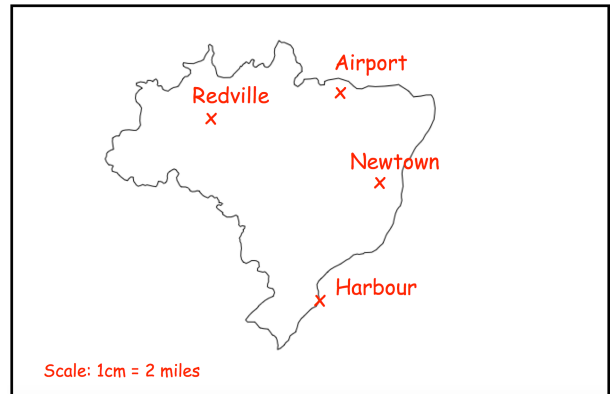 Airport
Redville
x
x
Newtown
x
Harbour
x
Scale: 1cm = 2 miles